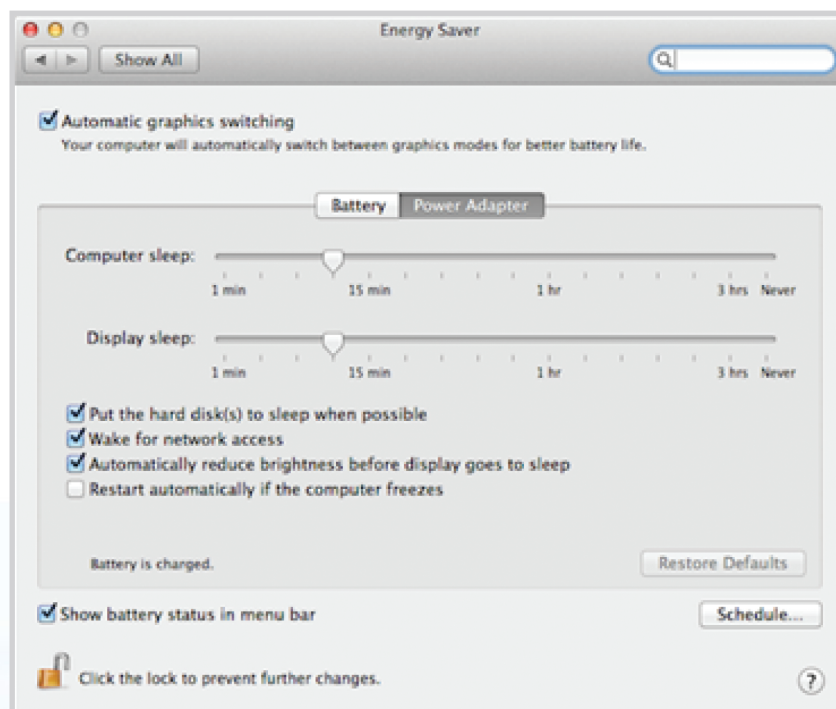 Energy Saver
Show All
Automatic graphics switching
Your computer will automatically switch between graphics modes for better battery life.
Battery Power Adapter
Computer sleep:
1 min 15 min 1 hr 3 hrs Never
Display sleep:
1 min 15 min 1 hr 3 hrs Never
Put the hard disk(s) to sleep when possible
Wake for network access
Automatically reduce brightness before display goes to sleep
Restart automatically if the computer freezes
Battery is charged. Restore Defaults
Show battery status in menu bar Schedule...
Click the lock to prevent further changes. ?